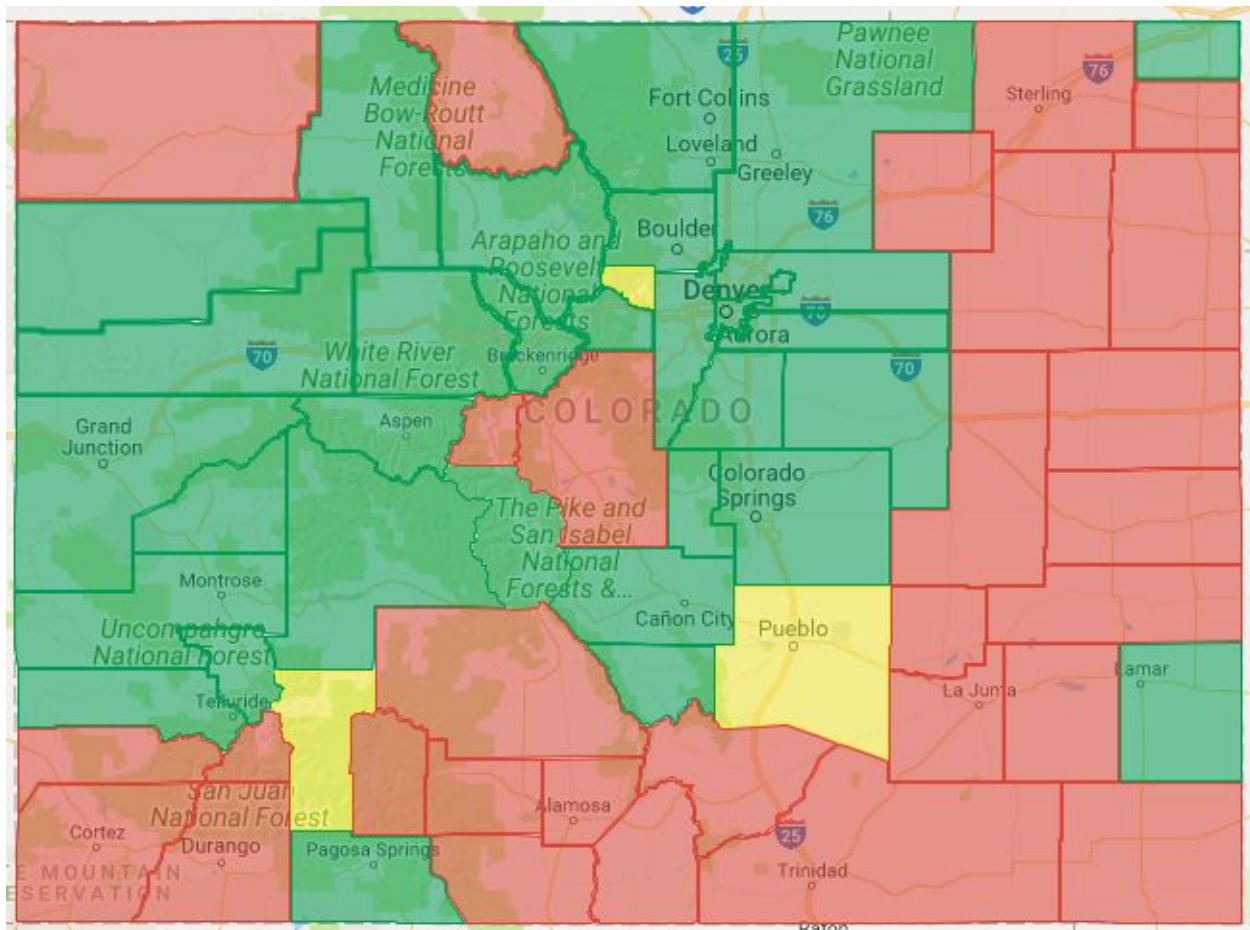 25
Pawnee
National
Grassland
76
Medicine
Bow-Routt
National
Forests
Fort Collins
Sterling
Loveland
Greeley
76
Boulder
Arapaho and
Roosevelt
National
Forests
Denver
70
Aurora
70
White River
National Forest
Breckenridge
70
COLORADO
Aspen
Grand
Junction
Colorado
Springs
The Pike and
San Isabel
National
Forests &...
Montrose
Cañon City
Pueblo
Uncompahgre
National Forest
Lamar
Telluride
La Junta
San Juan
National Forest
Alamosa
Cortez
Durango
Pagosa Springs
25
E MOUNTAIN
ESERVATION
Trinidad
Raton